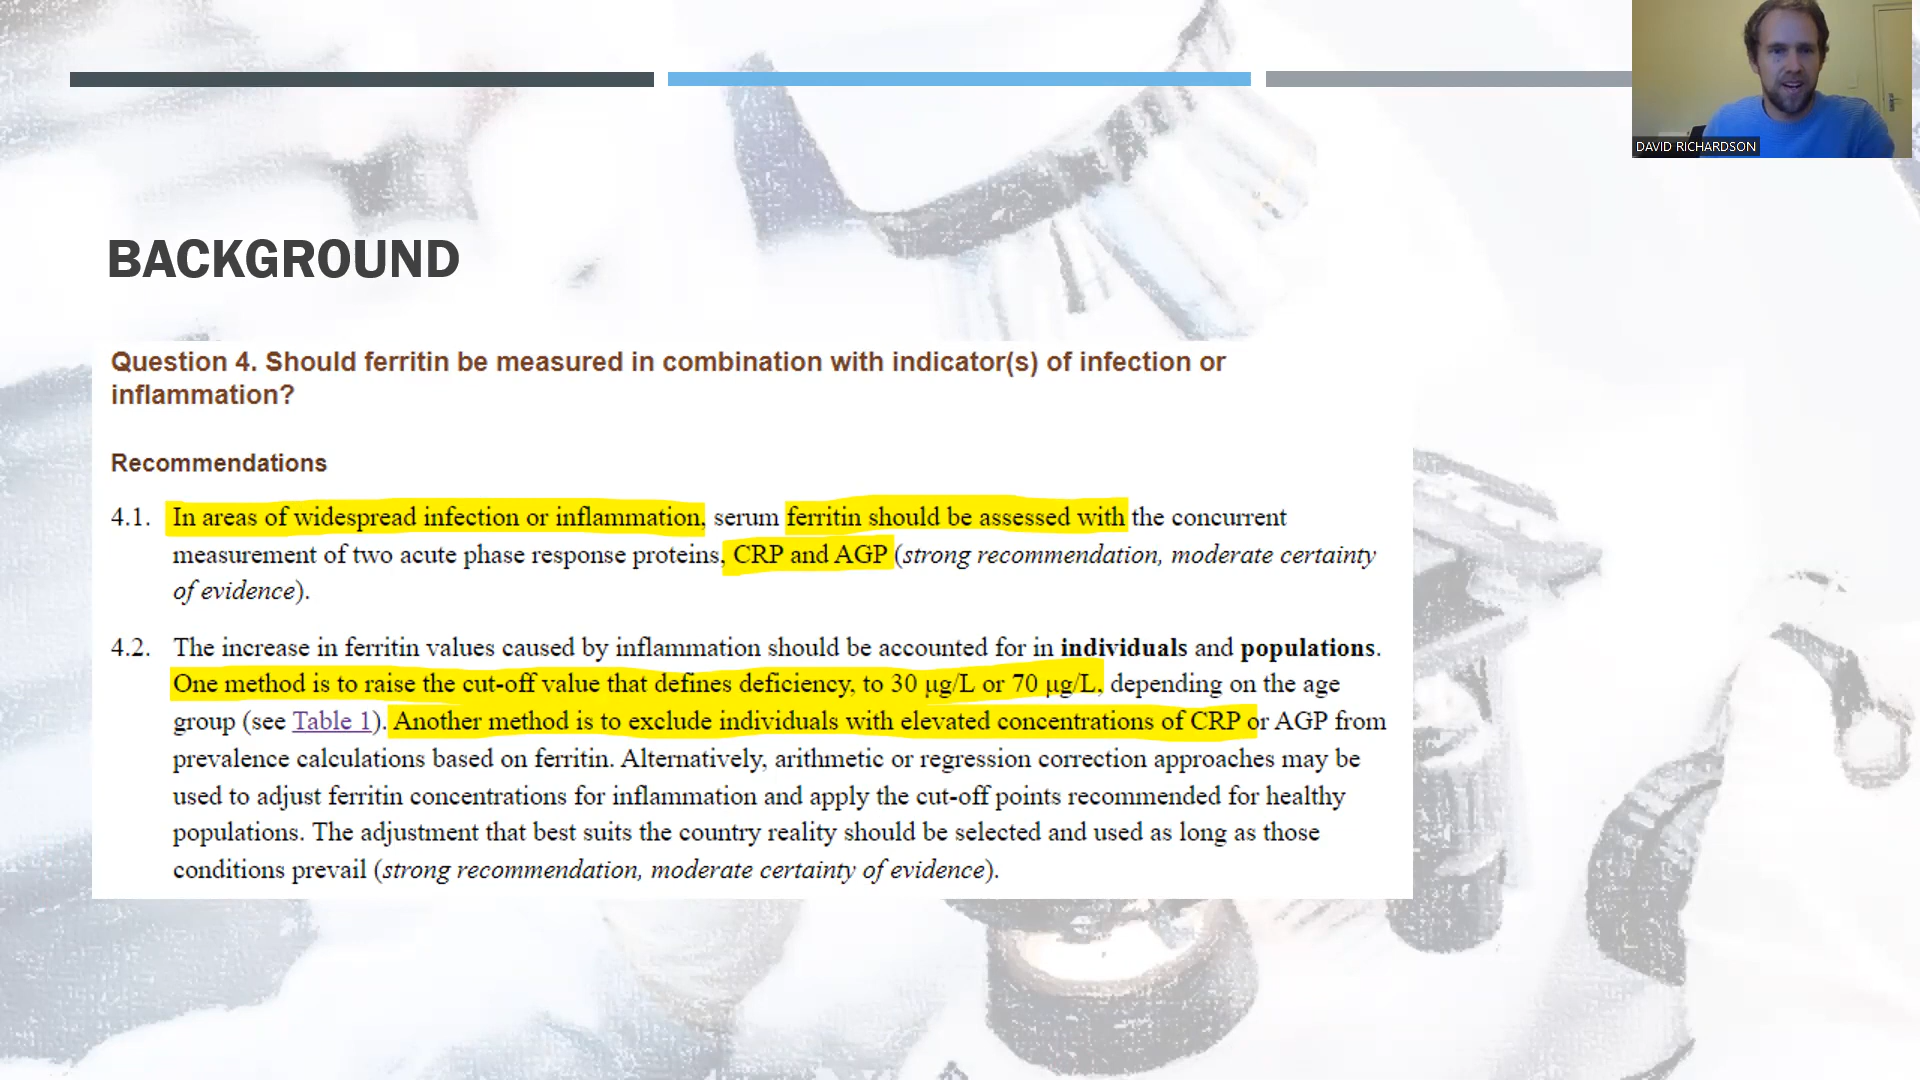 DAVID RICHARDSON
BACKGROUND
Question 4. Should ferritin be measured in combination with indicator(s) of infection or
inflammation?
Recommendations
4.1. In areas of widespread infection or inflammation, serum ferritin should be assessed with the concurrent
measurement of two acute phase response proteins, CRP and AGP (strong recommendation, moderate certainty
of evidence).
4.2. The increase in ferritin values caused by inflammation should be accounted for in individuals and populations.
One method is to raise the cut-off value that defines deficiency, to 30 µg/L or 70 µg/L, depending on the age
group (see Table 1). Another method is to exclude individuals with elevated concentrations of CRP or AGP from
prevalence calculations based on ferritin. Alternatively, arithmetic or regression correction approaches may be
used to adjust ferritin concentrations for inflammation and apply the cut-off points recommended for healthy
populations. The adjustment that best suits the country reality should be selected and used as long as those
conditions prevail (strong recommendation, moderate certainty of evidence).